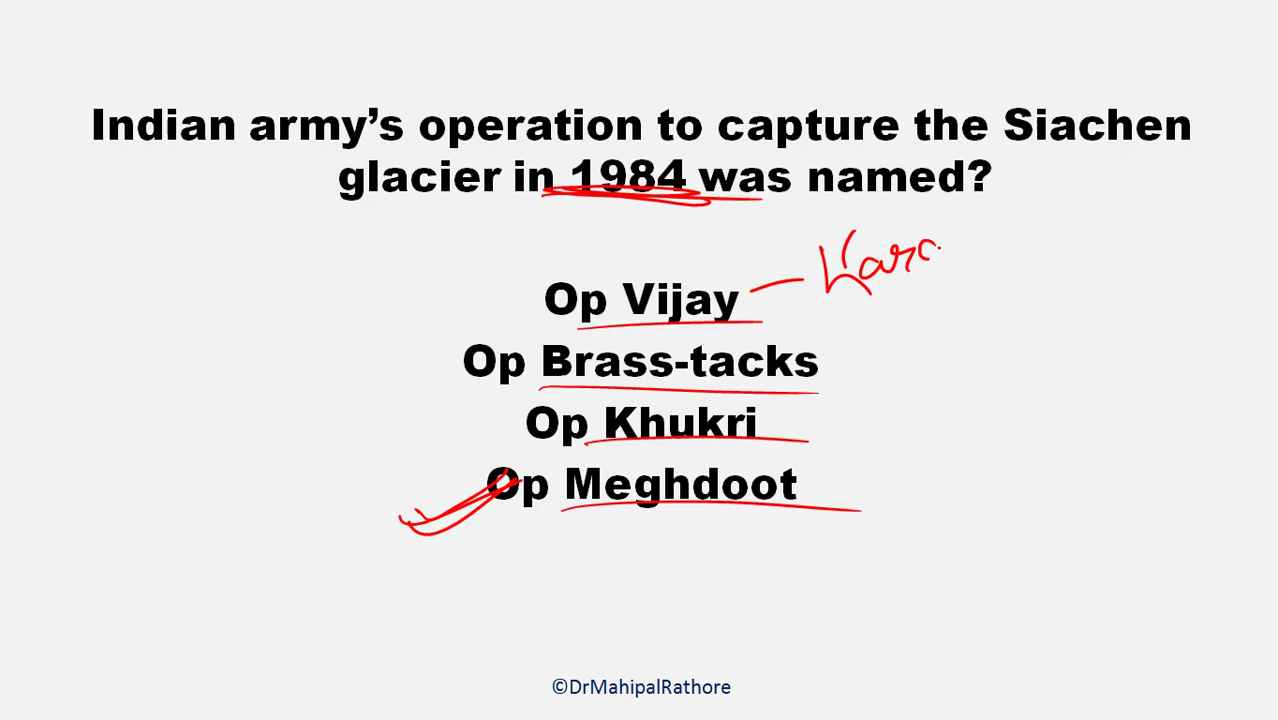 Indian army’s operation to capture the Siachen
glacier in 1984 was named?
Op Vijay
Op Brass-tacks
Op Khukri
Op Meghdoot
©DrMahipalRathore